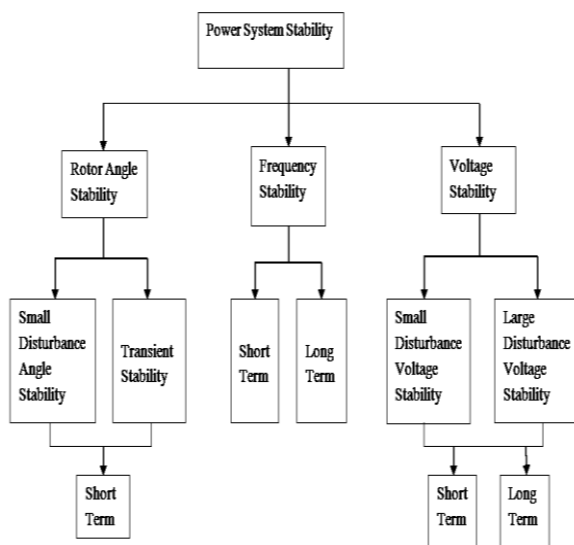 Power System Stability
Rotor Angle
Stability
Frequency
Stability
Voltage
Stability
Small
Disturbance
Angle
Stability
Transient
Stability
Short
Term
Long
Term
Small
Disturbance
Voltage
Stability
Large
Disturbance
Voltage
Stability
Short
Term
Short
Term
Long
Term